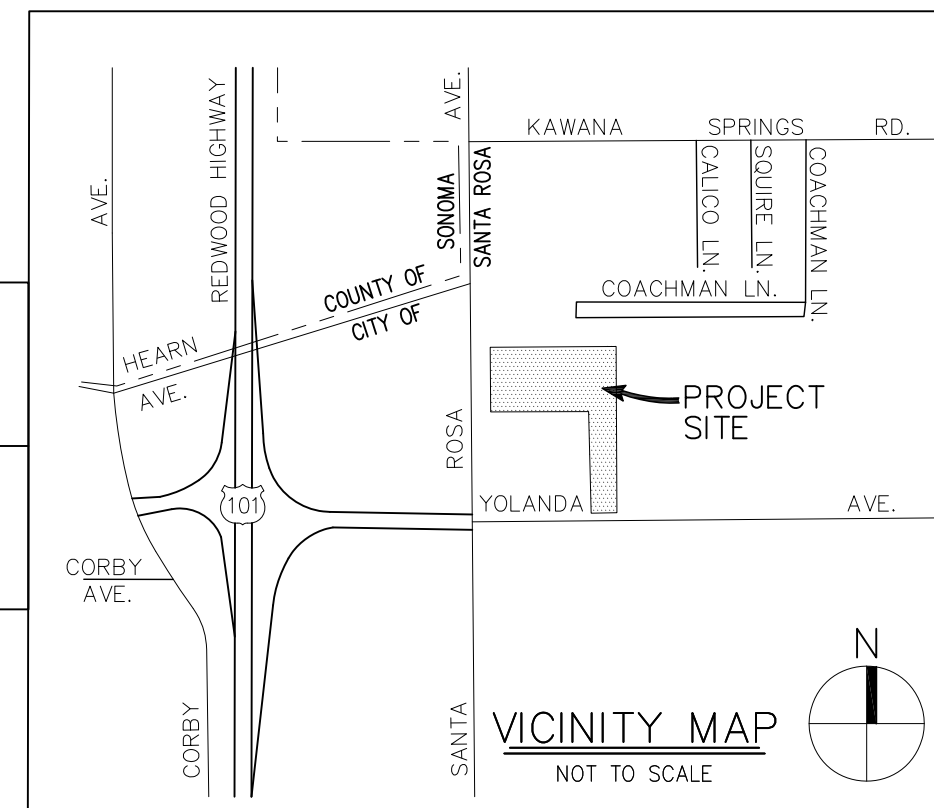 AVE.
REDWOOD HIGHWAY
AVE.
KAWANA SPRINGS RD.
SONOMA
SANTA ROSA
CALICO LN.
SQUIRE LN.
COACHMAN LN.
COACHMAN LN.
COUNTY OF
CITY OF
HEARN
AVE.
PROJECT
SITE
ROSA
101
YOLANDA AVE.
CORBY
AVE.
CORBY
SANTA
N
VICINITY MAP
NOT TO SCALE